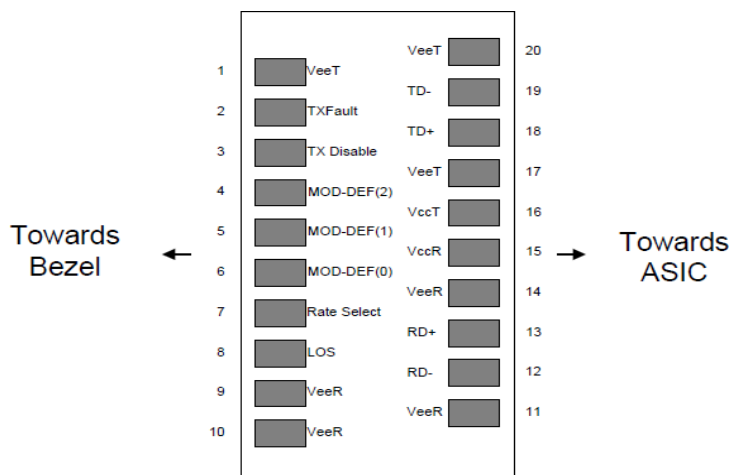 VeeT 20
1 VeeT
TD- 19
2 TXFault
TD+ 18
3 TX Disable
VeeT 17
4 MOD-DEF(2)
VccT 16
5 MOD-DEF(1)
Towards
Bezel
VccR 15
Towards
ASIC
6 MOD-DEF(0)
VeeR 14
7 Rate Select
RD+ 13
8 LOS
RD- 12
9 VeeR
VeeR 11
10 VeeR